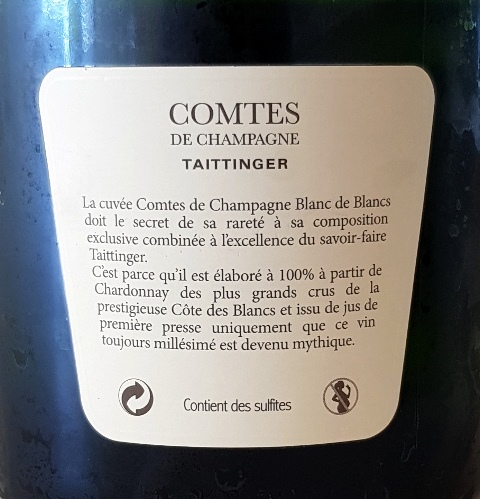 COMTES
DE CHAMPAGNE
TAITTINGER
La cuvée Comtes de Champagne Blanc de Blancs
doit le secret de sa rareté à sa composition
exclusive combinée à l'excellence du savoir-faire
Taittinger.
C'est parce qu'il est élaboré à 100% à partir de
Chardonnay des plus grands crus de la
prestigieuse Côte des Blancs et issu de jus de
première presse uniquement que ce vin
toujours millésimé est devenu mythique.
Contient des sulfites